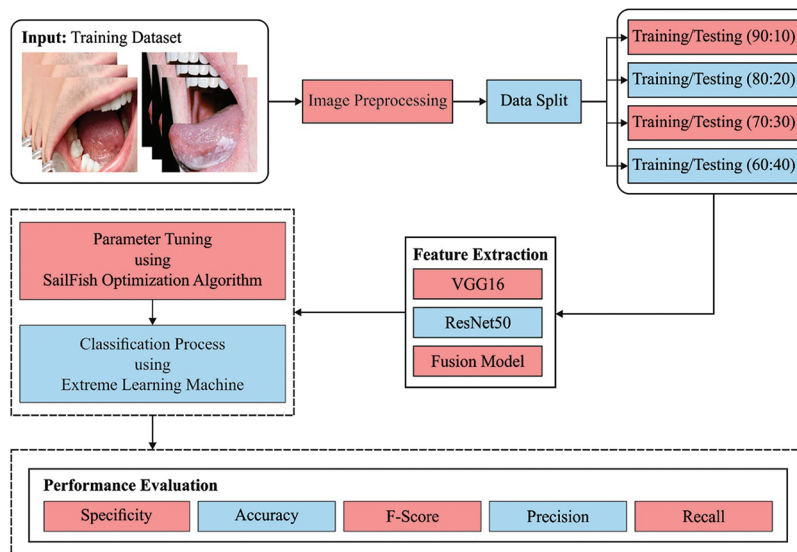 Input: Training Dataset
Image Preprocessing
Data Split
Training/Testing (90:10)
Training/Testing (80:20)
Training/Testing (70:30)
Training/Testing (60:40)
Feature Extraction
VGG16
ResNet50
Fusion Model
Parameter Tuning
using
SailFish Optimization Algorithm
Classification Process
using
Extreme Learning Machine
Performance Evaluation
Specificity
Accuracy
F-Score
Precision
Recall